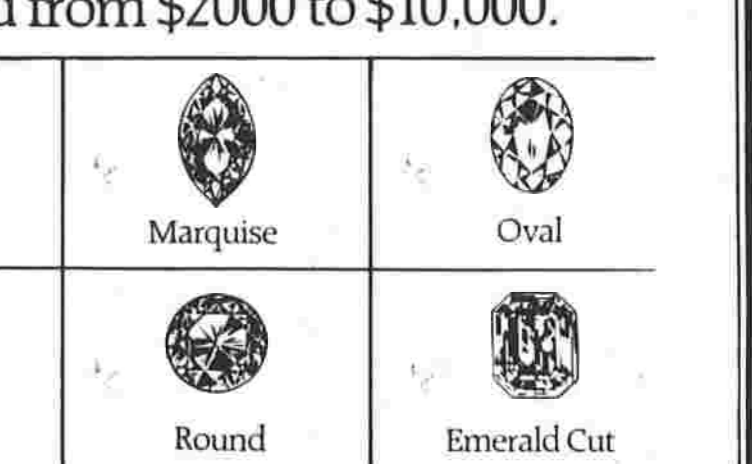 from $2000 to $10,000.
Marquise
Oval
Round
Emerald Cut